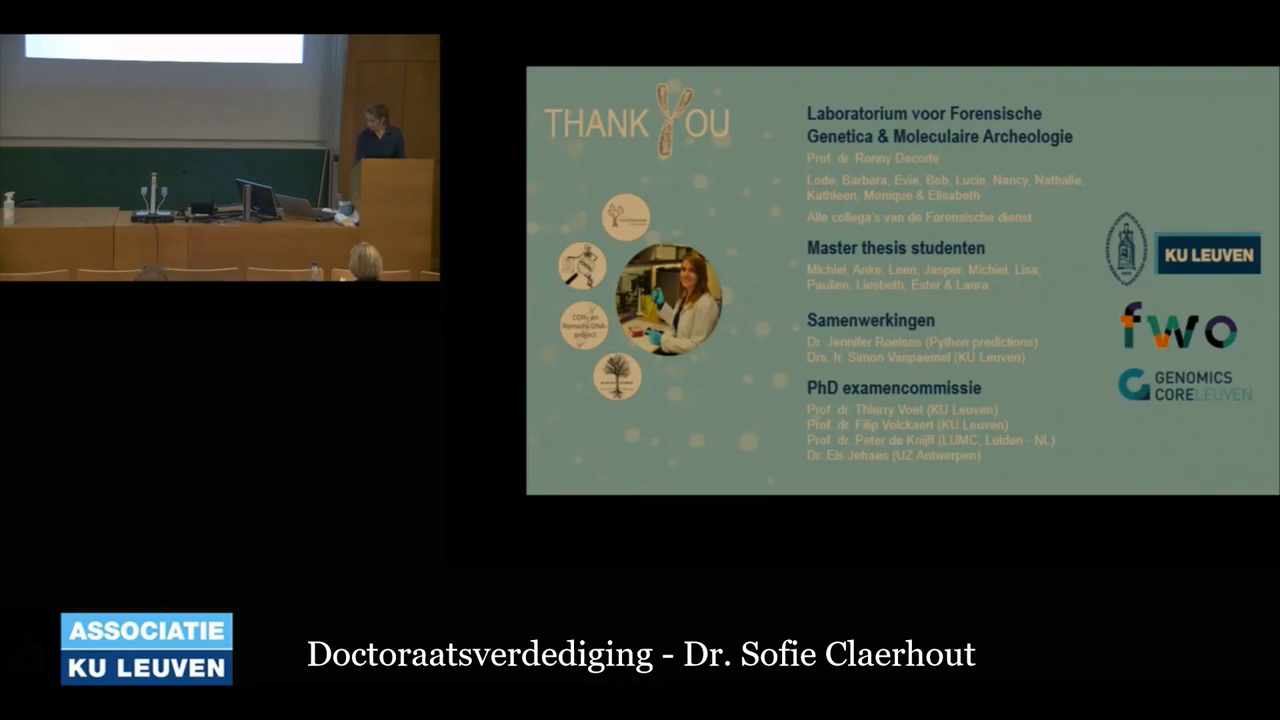 THANK YOU
Laboratorium voor Forensische
Genetica & Moleculaire Archeologie
Prof. dr. Ronny Decorte
Lode, Barbara, Evie, Bob, Lucie, Nancy, Nathalie,
Kathleen, Monique & Elisabeth
Alle collega's van de Forensische dienst
Master thesis studenten
Michiel, Anke, Leen, Jasper, Michiel, Lisa,
Paulien, Liesbeth, Ester & Laura
Samenwerkingen
Dr. Jennifer Roelens (Python predictions)
Drs. Ir. Simon Vanpaemel (KU Leuven)
PhD examencommissie
Prof. dr. Thierry Voet (KU Leuven)
Prof. dr. Filip Volckaert (KU Leuven)
Prof. dr. Peter de Knijff (LUMC, Leiden - NL)
Dr. Els Jehaes (UZ Antwerpen)
KU LEUVEN
fwo
GENOMICS
CORELEUVEN
ASSOCIATIE
KU LEUVEN
Doctoraatsverdediging - Dr. Sofie Claerhout